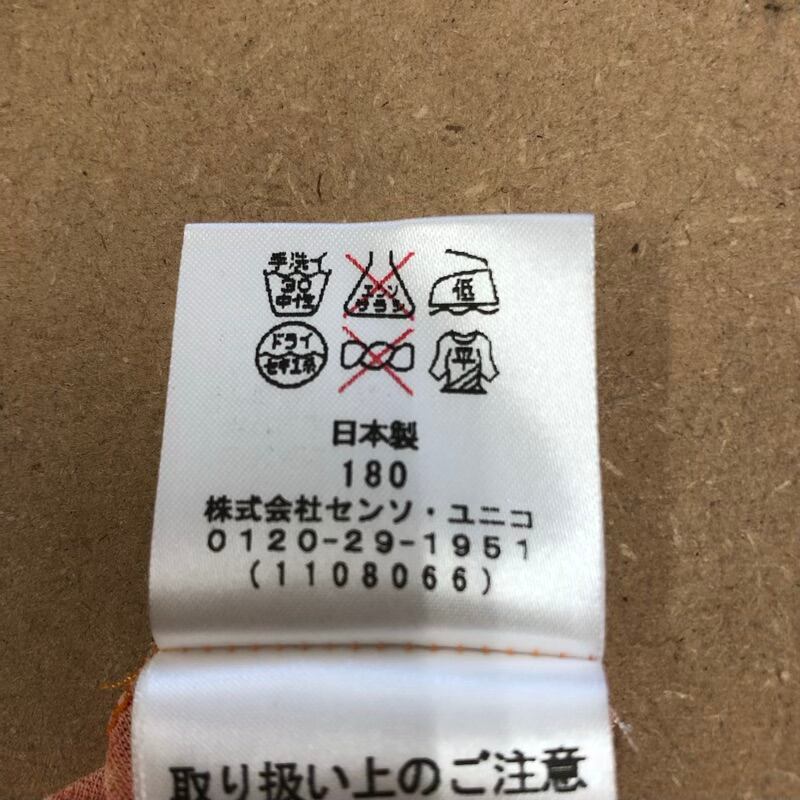 手洗イ
30
中性
エンソ
サラシ
低
ドライ
セキユ系
平
日本製
180
株式会社センソ・ユニコ
0120-29-1951
(1108066)
取り扱い上のご注意